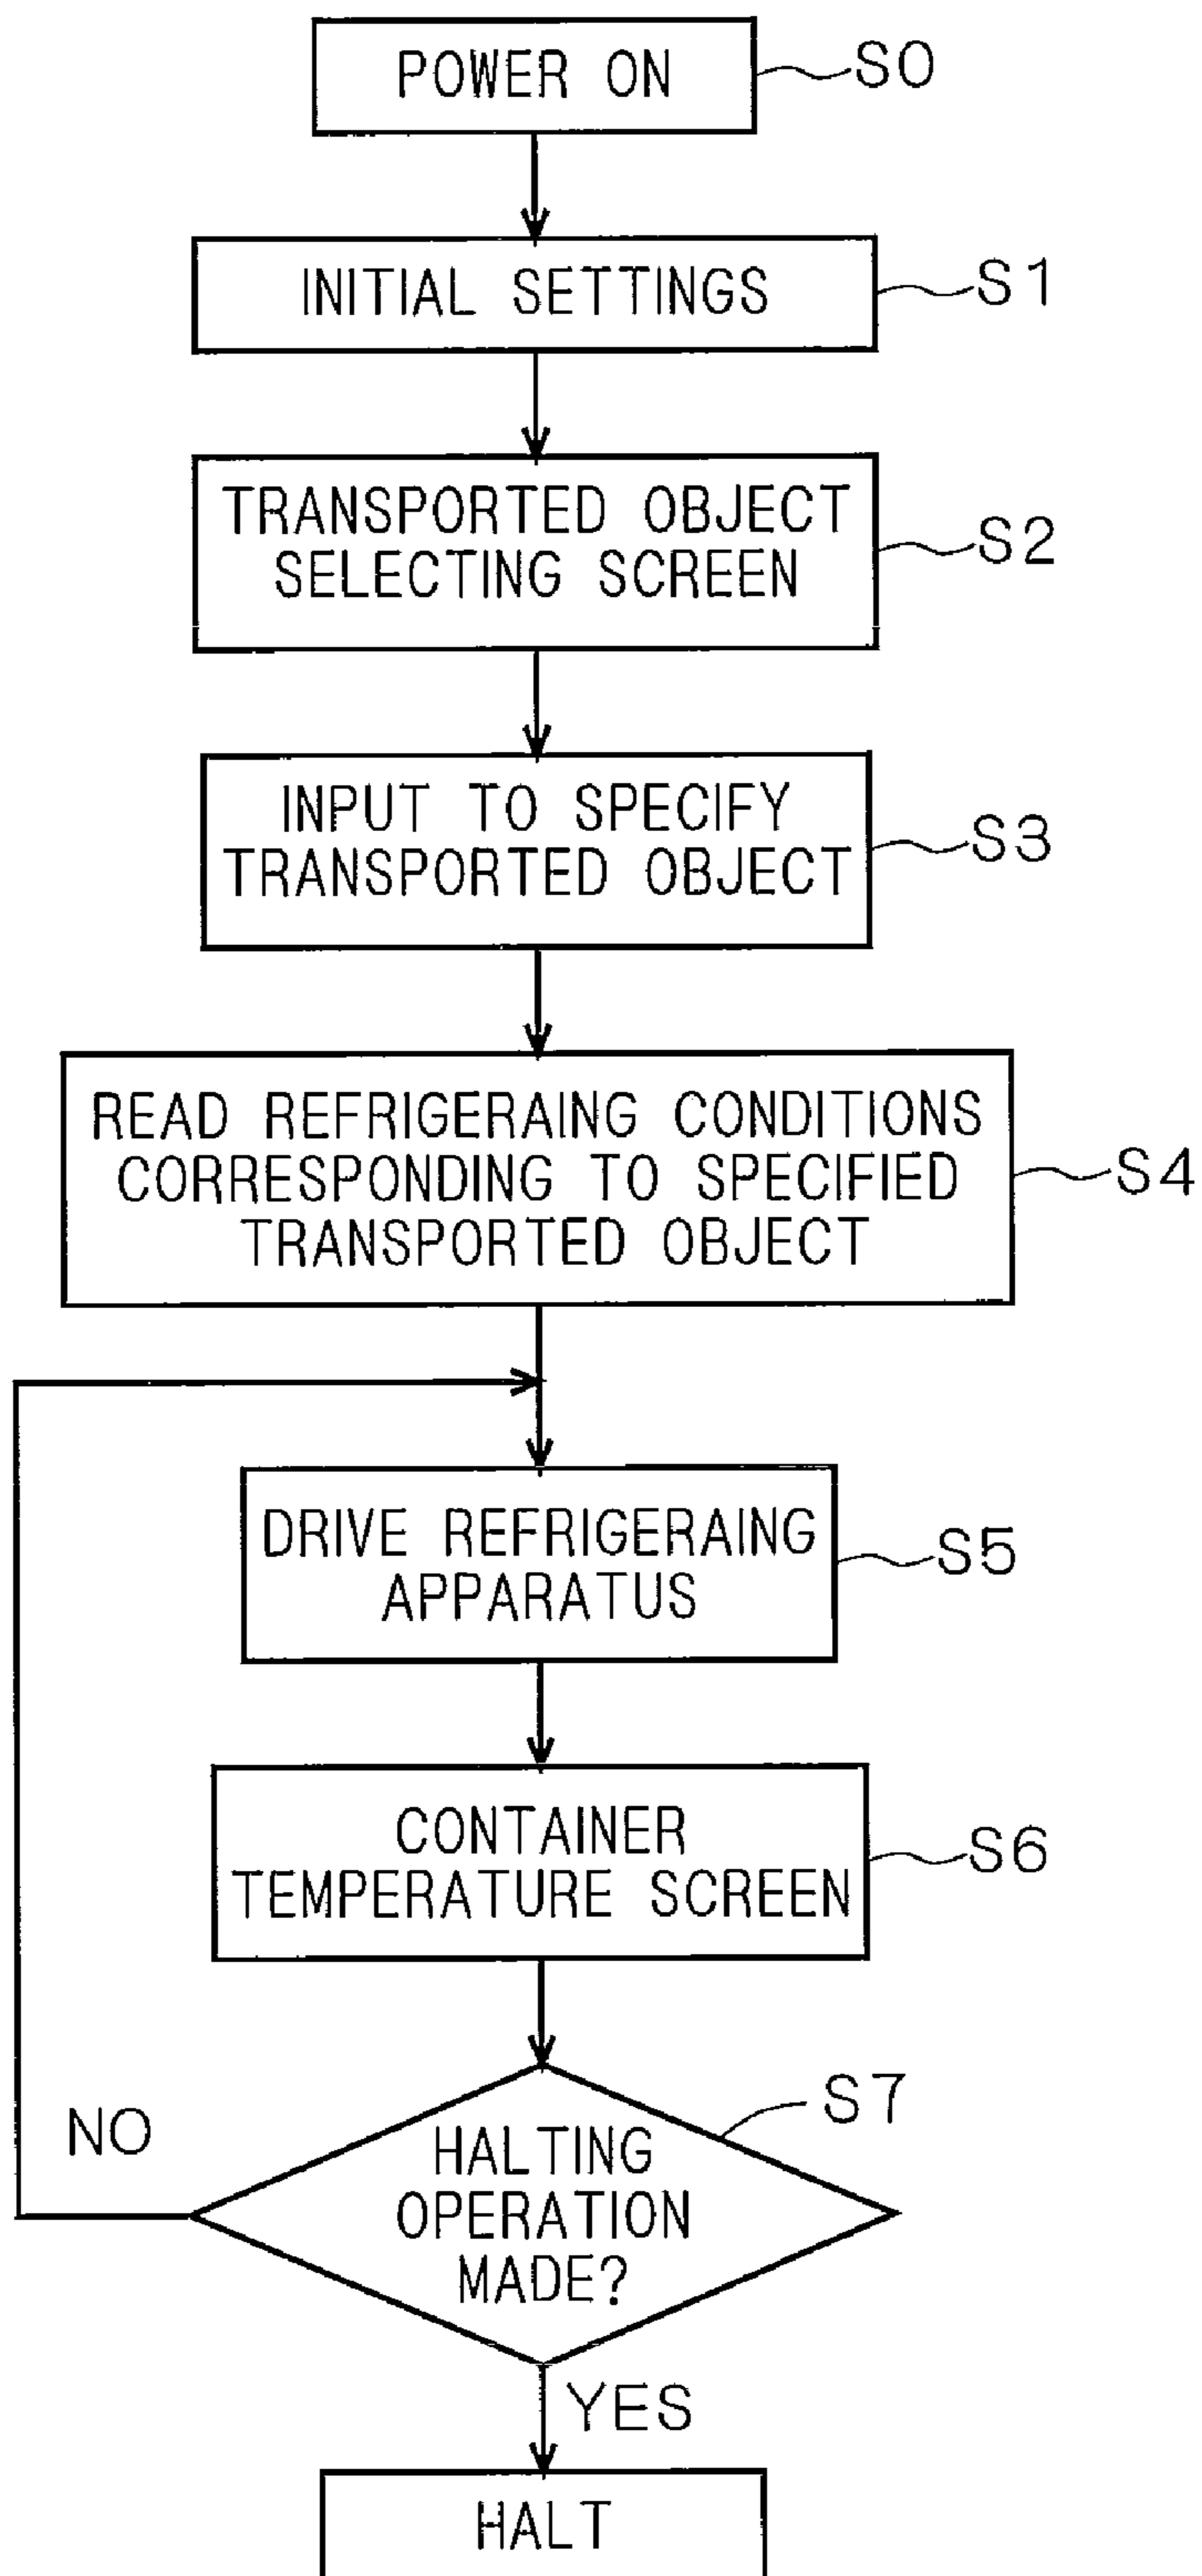 POWER ON
S0
INITIAL SETTINGS
S1
TRANSPORTED OBJECT
SELECTING SCREEN
S2
INPUT TO SPECIFY
TRANSPORTED OBJECT
S3
READ REFRIGERAING CONDITIONS
CORRESPONDING TO SPECIFIED
TRANSPORTED OBJECT
S4
DRIVE REFRIGERAING
APPARATUS
S5
CONTAINER
TEMPERATURE SCREEN
S6
S7
NO
HALTING
OPERATION
MADE?
YES
HALT